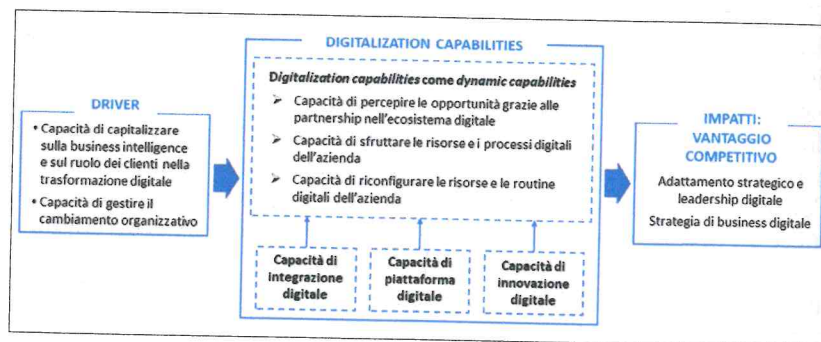 DIGITALIZATION CAPABILITIES
Digitalization capabilities come dynamic capabilities
➤ Capacità di percepire le opportunità grazie alle
partnership nell'ecosistema digitale
➤ Capacità di sfruttare le risorse e i processi digitali
dell'azienda
➤ Capacità di riconfigurare le risorse e le routine
digitali dell'azienda
DRIVER
• Capacità di capitalizzare
sulla business intelligence
e sul ruolo dei clienti nella
trasformazione digitale
• Capacità di gestire il
cambiamento organizzativo
Capacità di
integrazione
digitale
Capacità di
piattaforma
digitale
Capacità di
innovazione
digitale
IMPATTI:
VANTAGGIO
COMPETITIVO
Adattamento strategico e
leadership digitale
Strategia di business digitale